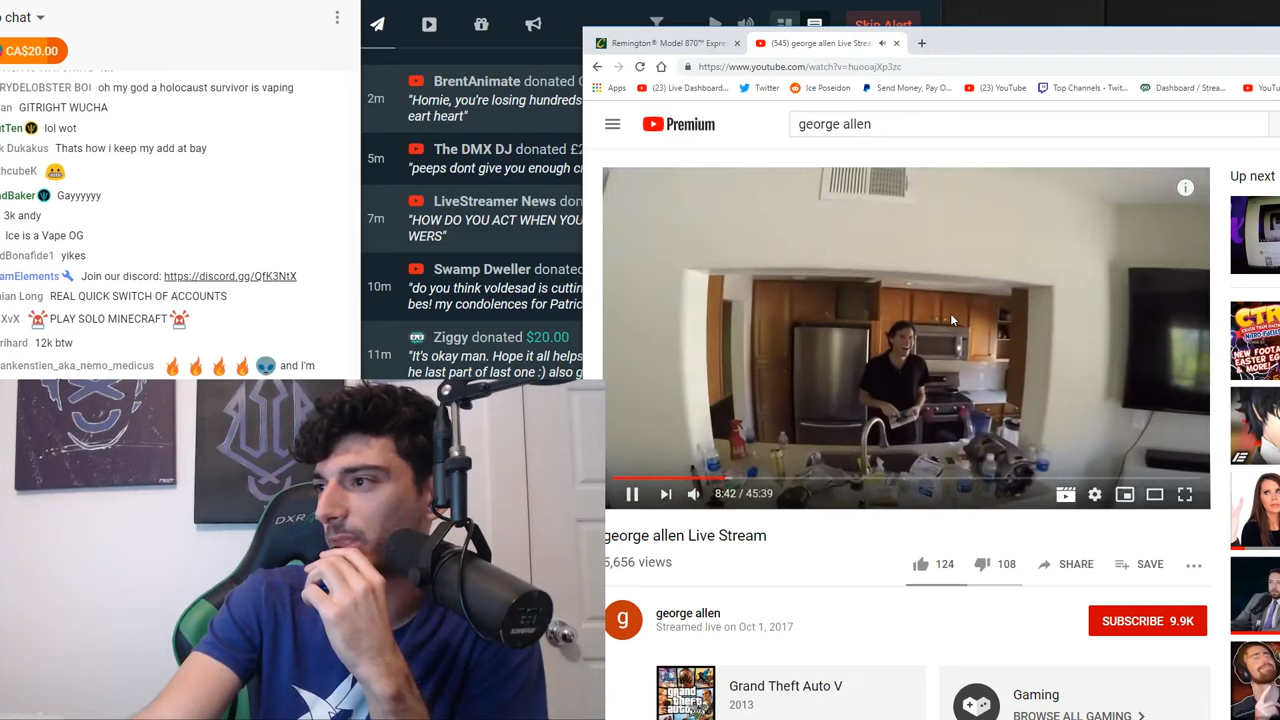 chat
CA$20.00
RYDELOBSTER BOI oh my god a holocaust survivor is vaping
an GITRIGHT WUCHA
tTen lol wot
k Dukakus Thats how i keep my add at bay
hcubeK
dBaker Gayyyyyy
3k andy
Ice is a Vape OG
dBonafide1 yikes
amElements Join our discord: https://discord.gg/QfK3NtX
ian Long REAL QUICK SWITCH OF ACCOUNTS
XvX PLAY SOLO MINECRAFT
rihard 12k btw
ankenstien_aka_nemo_medicus and I'm
Skip Alert
2m
BrentAnimate donated
"Homie, you're losing hundreds
eart heart"
5m
The DMX DJ donated £2
"peeps dont give you enough c
7m
LiveStreamer News don
"HOW DO YOU ACT WHEN YOU
WERS"
10m
Swamp Dweller donated
"do you think voldesad is cuttin
bes! my condolences for Patric
11m
Ziggy donated $20.00
"It's okay man. Hope it all helps
he last part of last one :) also g
Remington® Model 870™ Expre
(545) george allen Live Strea
https://www.youtube.com/watch?v=huooajXp3zc
Apps
(23) Live Dashboard...
Twitter
Ice Poseidon
Send Money, Pay O...
(23) YouTube
Top Channels - Twit...
Dashboard / Strea...
YouTu
Premium
george allen
Up next
8:42 / 45:39
george allen Live Stream
5,656 views
124
108
SHARE
SAVE
g
george allen
Streamed live on Oct 1, 2017
SUBSCRIBE 9.9K
Grand Theft Auto V
2013
Gaming
BROWSE ALL GAMING
DXR
SHURE